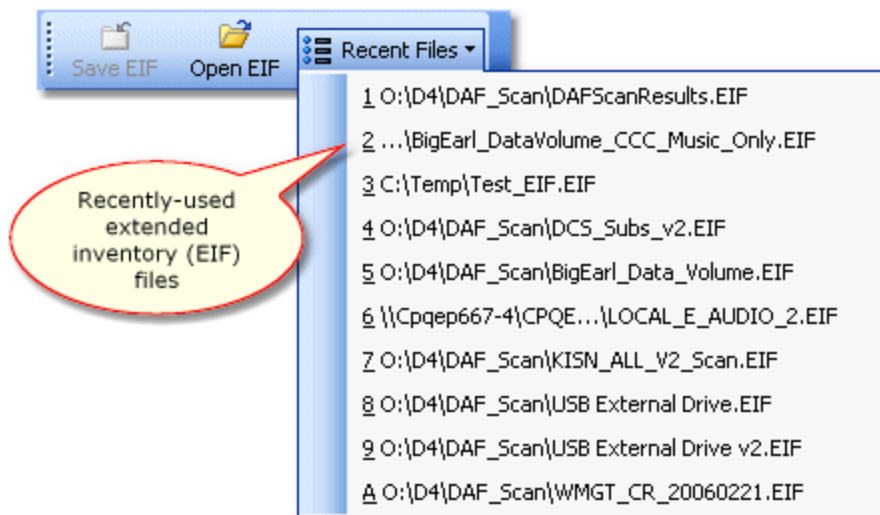 Save EIF Open EIF Recent Files
1 O:\D4\DAF_Scan\DAFScanResults.EIF
2 ...\BigEarl_DataVolume_CCC_Music_Only.EIF
3 C:\Temp\Test_EIF.EIF
4 O:\D4\DAF_Scan\DCS_Subs_v2.EIF
5 O:\D4\DAF_Scan\BigEarl_Data_Volume.EIF
6 \\Cpqep667-4\CPQE...\LOCAL_E_AUDIO_2.EIF
7 O:\D4\DAF_Scan\KISN_ALL_V2_Scan.EIF
8 O:\D4\DAF_Scan\USB External Drive.EIF
9 O:\D4\DAF_Scan\USB External Drive v2.EIF
A O:\D4\DAF_Scan\WMGT_CR_20060221.EIF
Recently-used
extended
inventory (EIF)
files